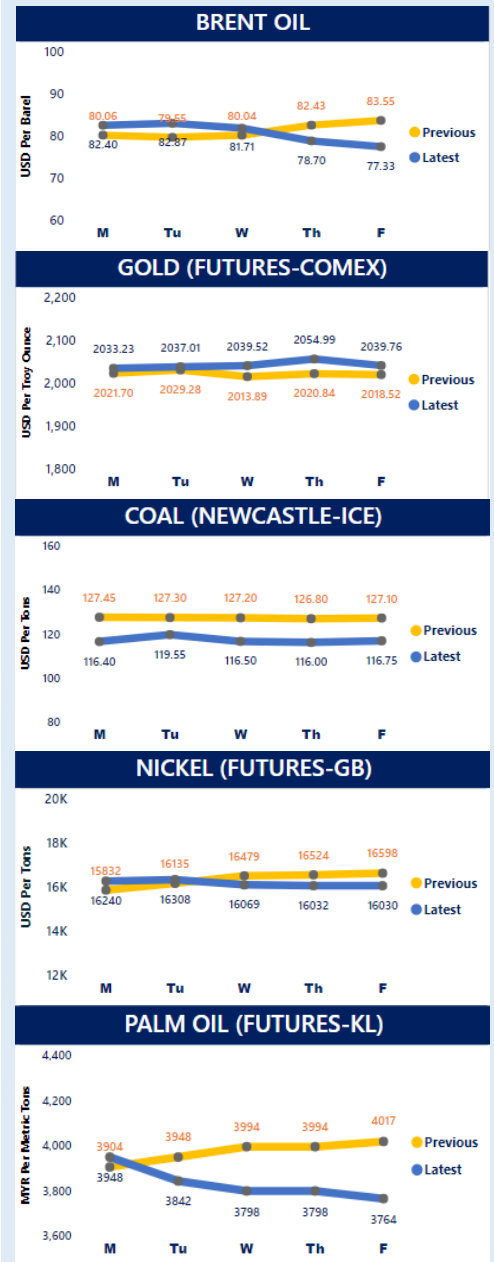 BRENT OIL
100
90
80
70
60
USD Per Barel
80.06 79.55 80.04 82.43 83.55
82.40 82.87 81.71 78.70 77.33
Previous
Latest
M Tu W Th F
GOLD (FUTURES-COMEX)
2,200
2,100
2,000
1,900
1,800
USD Per Troy Ounce
2033.23 2037.01 2039.52 2054.99 2039.76
2021.70 2029.28 2013.89 2020.84 2018.52
Previous
Latest
M Tu W Th F
COAL (NEWCASTLE-ICE)
160
140
120
100
80
USD Per Tons
127.45 127.30 127.20 126.80 127.10
116.40 119.55 116.50 116.00 116.75
Previous
Latest
M Tu W Th F
NICKEL (FUTURES-GB)
20K
18K
16K
14K
12K
USD Per Tons
15832 16135 16479 16524 16598
16240 16308 16069 16032 16030
Previous
Latest
M Tu W Th F
PALM OIL (FUTURES-KL)
4,400
4,200
4,000
3,800
3,600
MYR Per Metric Tons
3904 3948 3994 3994 4017
3948 3842 3798 3798 3764
Previous
Latest
M Tu W Th F